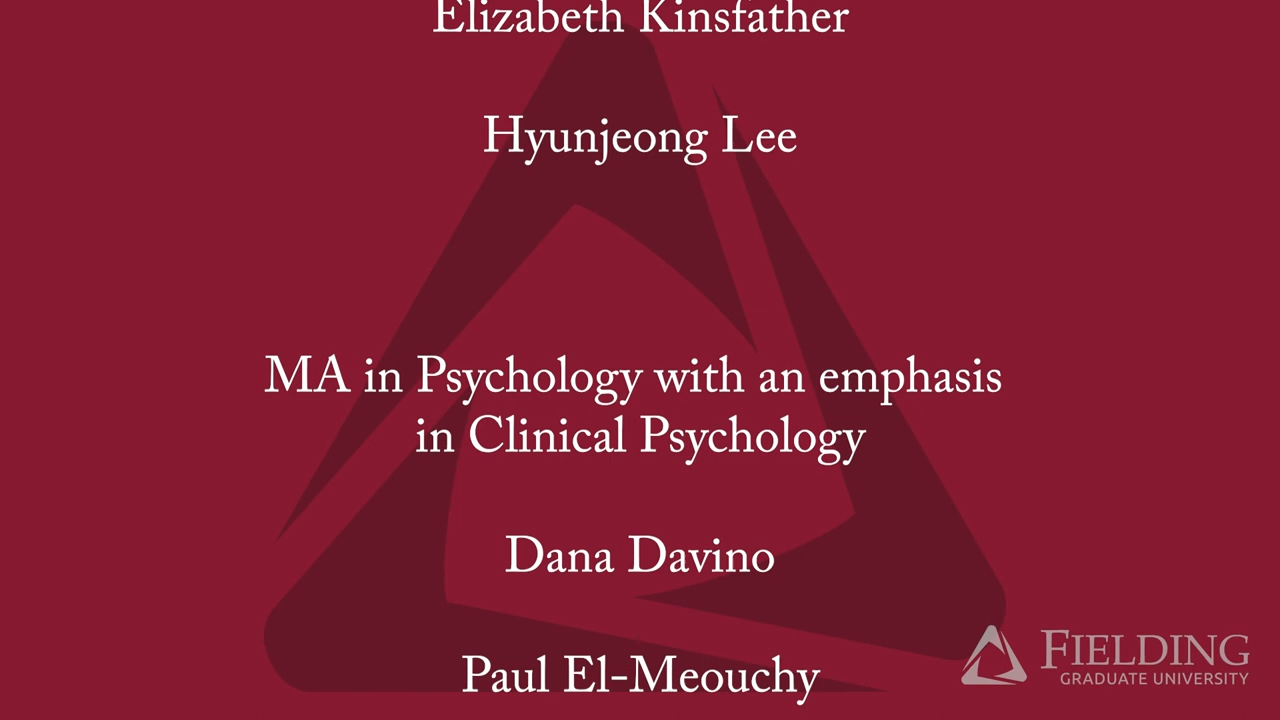 Elizabeth Kinsfather
Hyunjeong Lee
MA in Psychology with an emphasis
in Clinical Psychology
Dana Davino
Paul El-Meouchy
FIELDING
GRADUATE UNIVERSITY